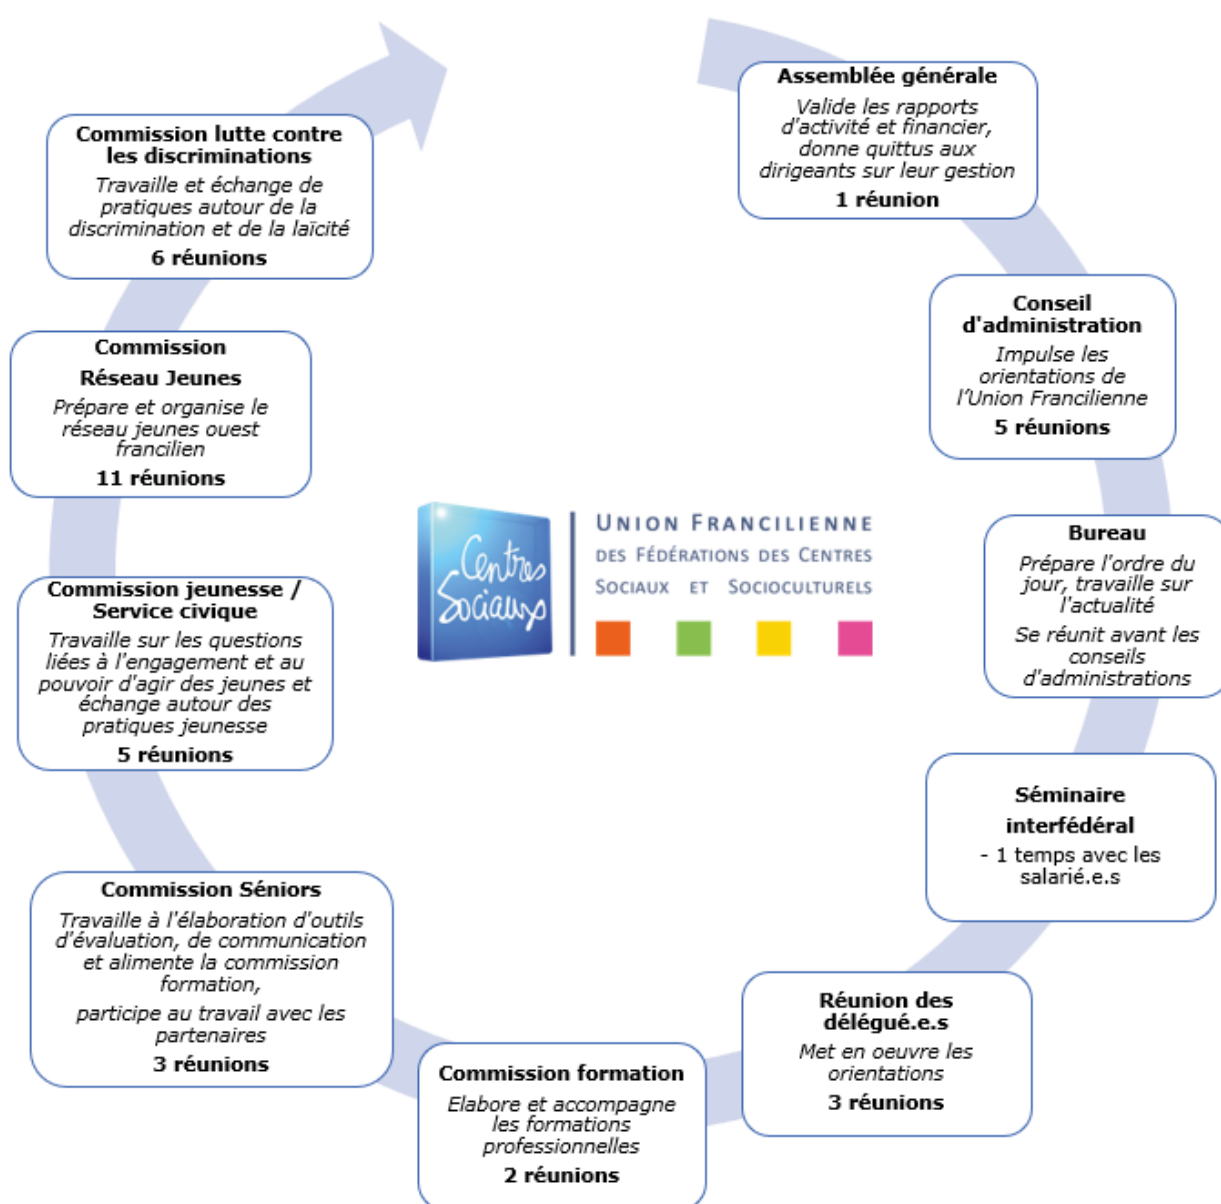 Assemblée générale
Valide les rapports
d'activité et financier,
donne quittus aux
dirigeants sur leur gestion
1 réunion
Conseil
d'administration
Impulse les
orientations de
l’Union Francilienne
5 réunions
Bureau
Prépare l'ordre du
jour, travaille sur
l'actualité
Se réunit avant les
conseils
d'administrations
Séminaire
interfédéral
- 1 temps avec les
salarié.e.s
Réunion des
délégué.e.s
Met en oeuvre les
orientations
3 réunions
Commission formation
Elabore et accompagne
les formations
professionnelles
2 réunions
Commission Séniors
Travaille à l'élaboration d'outils
d'évaluation, de communication
et alimente la commission
formation,
participe au travail avec les
partenaires
3 réunions
Commission jeunesse /
Service civique
Travaille sur les questions
liées à l'engagement et au
pouvoir d'agir des jeunes et
échange autour des
pratiques jeunesse
5 réunions
Commission
Réseau Jeunes
Prépare et organise le
réseau jeunes ouest
francilien
11 réunions
Commission lutte contre
les discriminations
Travaille et échange de
pratiques autour de la
discrimination et de la laïcité
6 réunions
Centres
Sociaux
UNION FRANCILIENNE
DES FÉDÉRATIONS DES CENTRES
SOCIAUX ET SOCIOCULTURELS